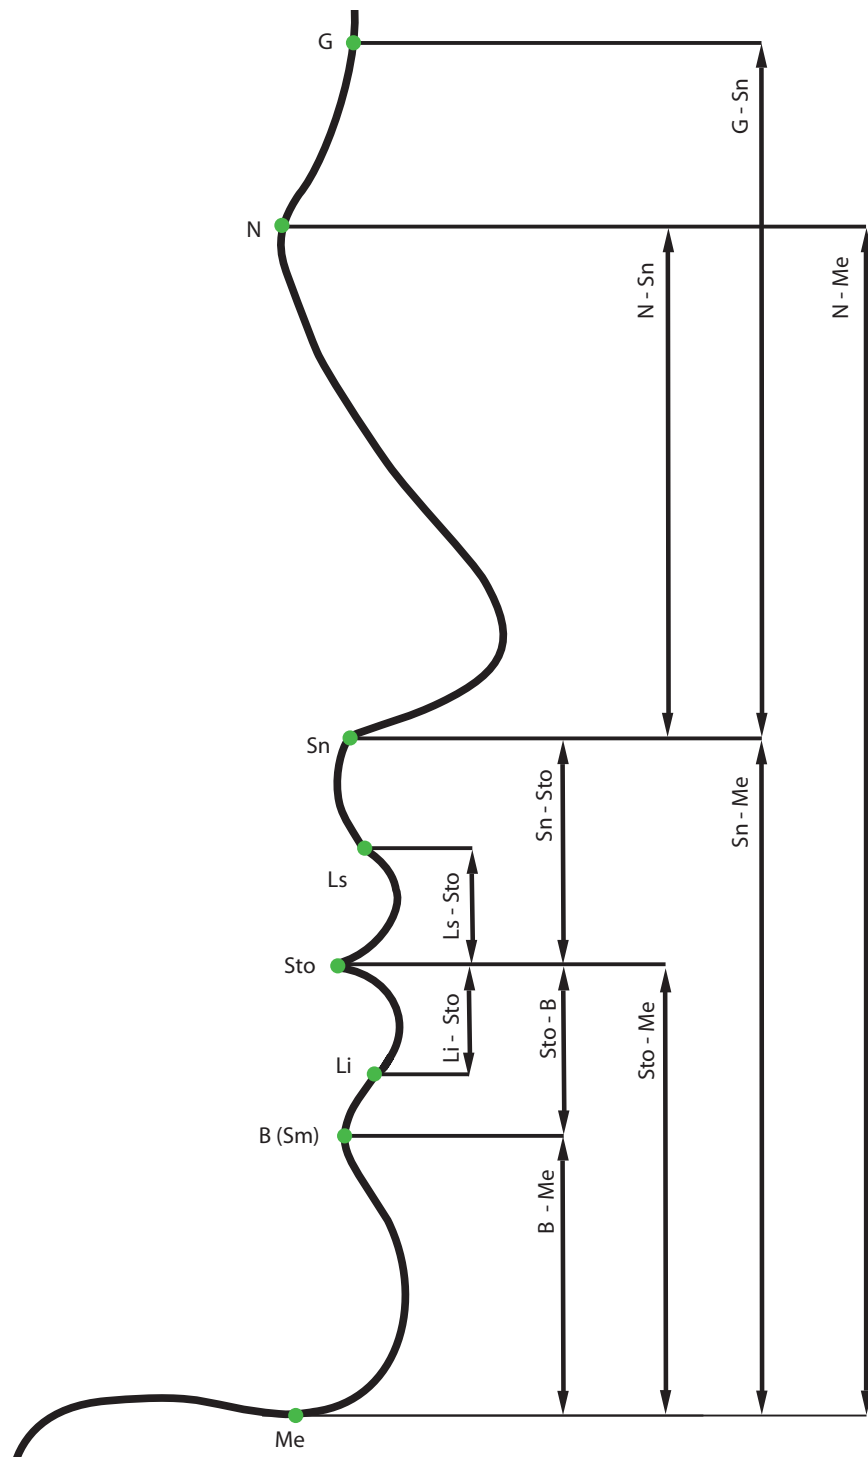 G
G - Sn
N
N - Sn
N - Me
Sn
Sn - Sto
Sn - Me
Ls
Ls - Sto
Sto
Li - Sto
Sto - B
Sto - Me
Li
B (Sm)
B - Me
Me